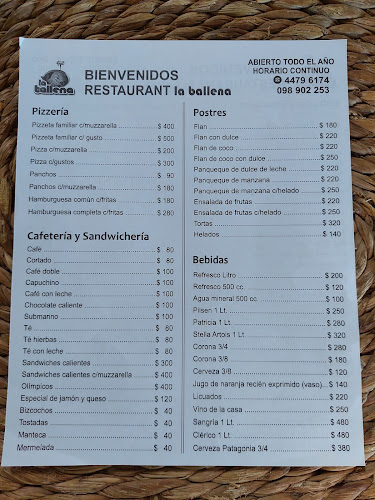 la
ballena
BIENVENIDOS
RESTAURANT la ballena
ABIERTO TODO EL AÑO
HORARIO CONTINUO
4479 6174
098 902 253
Pizzería
Pizzeta familiar c/muzzarella $ 400
Pizzeta familiar c/ gusto $ 500
Pizza c/muzzarella $ 200
Pizza c/gustos $ 300
Panchos $ 90
Panchos c/muzzarella $ 180
Hamburguesa común c/fritas $ 180
Hamburguesa completa c/fritas $ 280
Cafetería y Sandwichería
Café $ 80
Cortado $ 80
Café doble $ 100
Capuchino $ 100
Café con leche $ 100
Chocolate caliente $ 100
Submarino $ 100
Té $ 80
Té hierbas $ 80
Té con leche $ 80
Sandwiches calientes $ 300
Sandwiches calientes c/muzzarella $ 400
Olímpicos $ 400
Especial de jamón y queso $ 120
Bizcochos $ 40
Tostadas $ 40
Manteca $ 40
Mermelada $ 40
Postres
Flan $ 180
Flan con dulce $ 220
Flan de coco $ 220
Flan de coco con dulce $ 250
Panqueque de dulce de leche $ 220
Panqueque de manzana $ 220
Panqueque de manzana c/helado $ 250
Ensalada de frutas $ 220
Ensalada de frutas c/helado $ 250
Tortas $ 320
Helados $ 140
Bebidas
Refresco Litro $ 200
Refresco 500 cc $ 120
Agua mineral 500 cc $ 100
Pilsen 1 Lt. $ 250
Patricia 1 Lt. $ 280
Stella Artois 1 Lt. $ 350
Corona 3/4 $ 280
Corona 3/8 $ 180
Cerveza 3/8 $ 120
Jugo de naranja recién exprimido (vaso) $ 140
Licuados $ 220
Vino de la casa $ 250
Sangría 1 Lt. $ 480
Clérico 1 Lt. $ 480
Cerveza Patagonia 3/4 $ 380